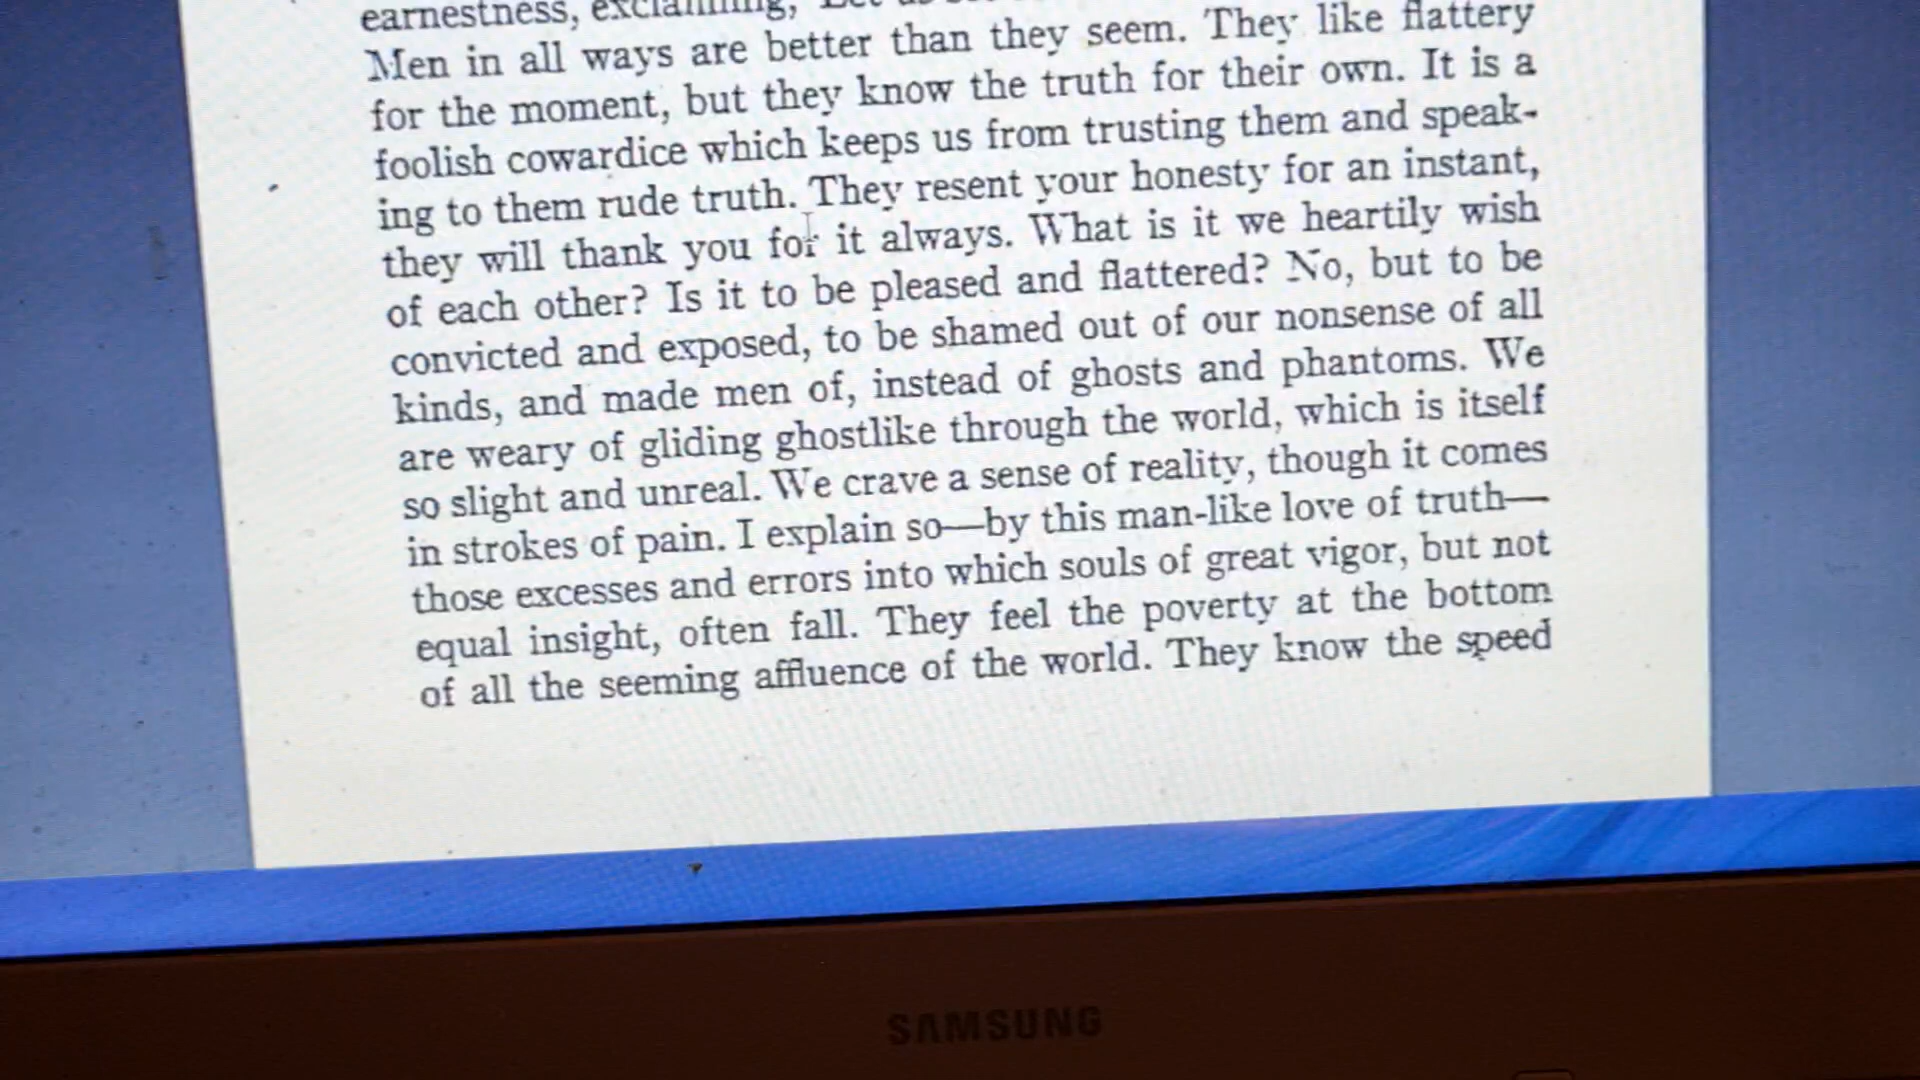 earnestness, exclaiming,
Men in all ways are better than they seem. They like flattery
for the moment, but they know the truth for their own. It is a
foolish cowardice which keeps us from trusting them and speak-
ing to them rude truth. They resent your honesty for an instant,
they will thank you for it always. What is it we heartily wish
of each other? Is it to be pleased and flattered? No, but to be
convicted and exposed, to be shamed out of our nonsense of all
kinds, and made men of, instead of ghosts and phantoms. We
are weary of gliding ghostlike through the world, which is itself
so slight and unreal. We crave a sense of reality, though it comes
in strokes of pain. I explain so—by this man-like love of truth—
those excesses and errors into which souls of great vigor, but not
equal insight, often fall. They feel the poverty at the bottom
of all the seeming affluence of the world. They know the speed
SAMSUNG